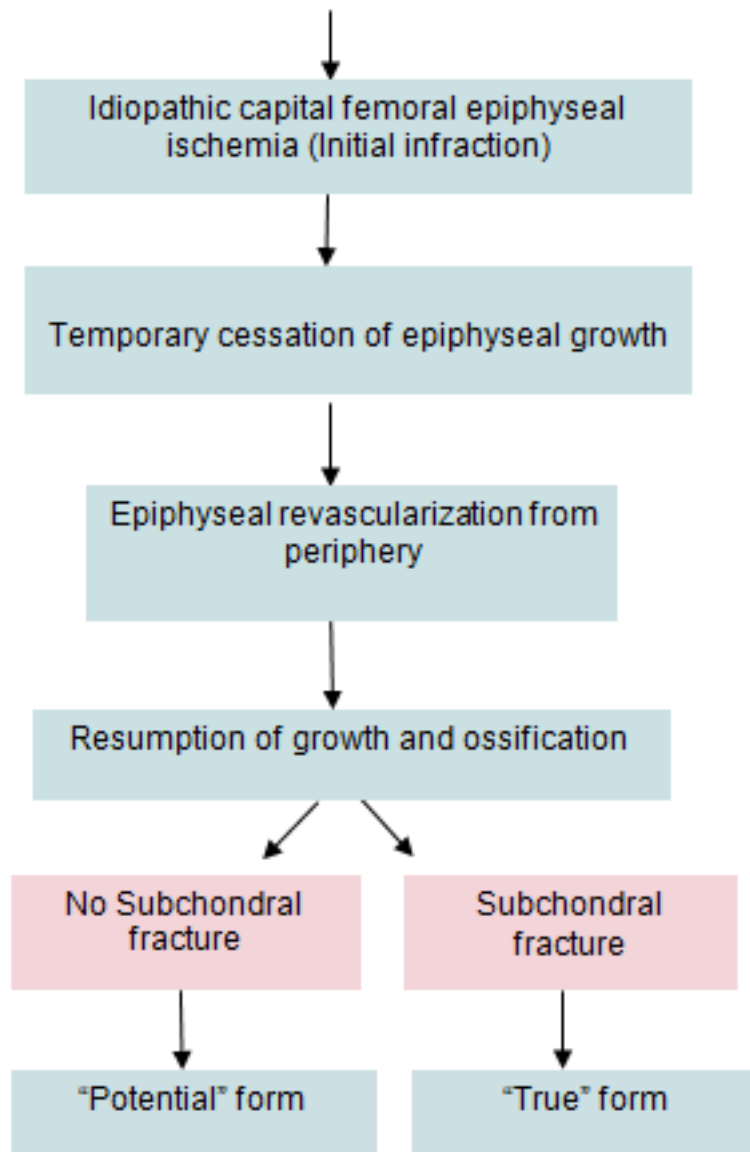 Idiopathic capital femoral epiphyseal
ischemia (Initial infraction)
Temporary cessation of epiphyseal growth
Epiphyseal revascularization from
periphery
Resumption of growth and ossification
No Subchondral
fracture
Subchondral
fracture
“Potential” form
“True” form